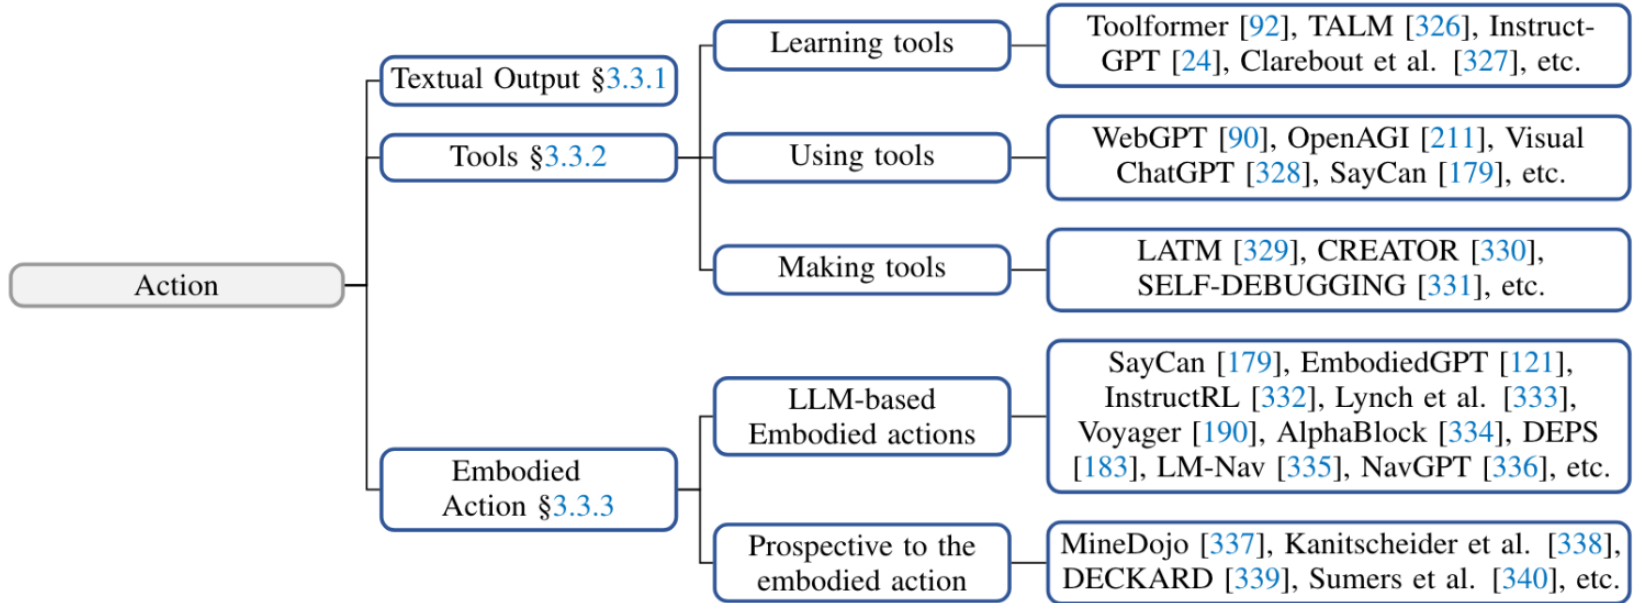 Action
Textual Output §3.3.1
Tools §3.3.2
Learning tools
Toolformer [92], TALM [326], Instruct-
GPT [24], Clarebout et al. [327], etc.
Using tools
WebGPT [90], OpenAGI [211], Visual
ChatGPT [328], SayCan [179], etc.
Making tools
LATM [329], CREATOR [330],
SELF-DEBUGGING [331], etc.
Embodied
Action §3.3.3
LLM-based
Embodied actions
SayCan [179], EmbodiedGPT [121],
InstructRL [332], Lynch et al. [333],
Voyager [190], AlphaBlock [334], DEPS
[183], LM-Nav [335], NavGPT [336], etc.
Prospective to the
embodied action
MineDojo [337], Kanitscheider et al. [338],
DECKARD [339], Sumers et al. [340], etc.